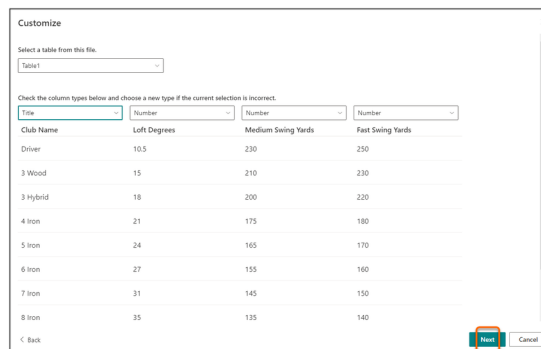 Customize
Select a table from this file.
Table1
Check the column types below and choose a new type if the current selection is incorrect.
Title Number Number Number
Club Name Loft Degrees Medium Swing Yards Fast Swing Yards
Driver 10.5 230 250
3 Wood 15 210 230
3 Hybrid 18 200 220
4 Iron 21 175 180
5 Iron 24 165 170
6 Iron 27 155 160
7 Iron 31 145 150
8 Iron 35 135 140
< Back Next Cancel